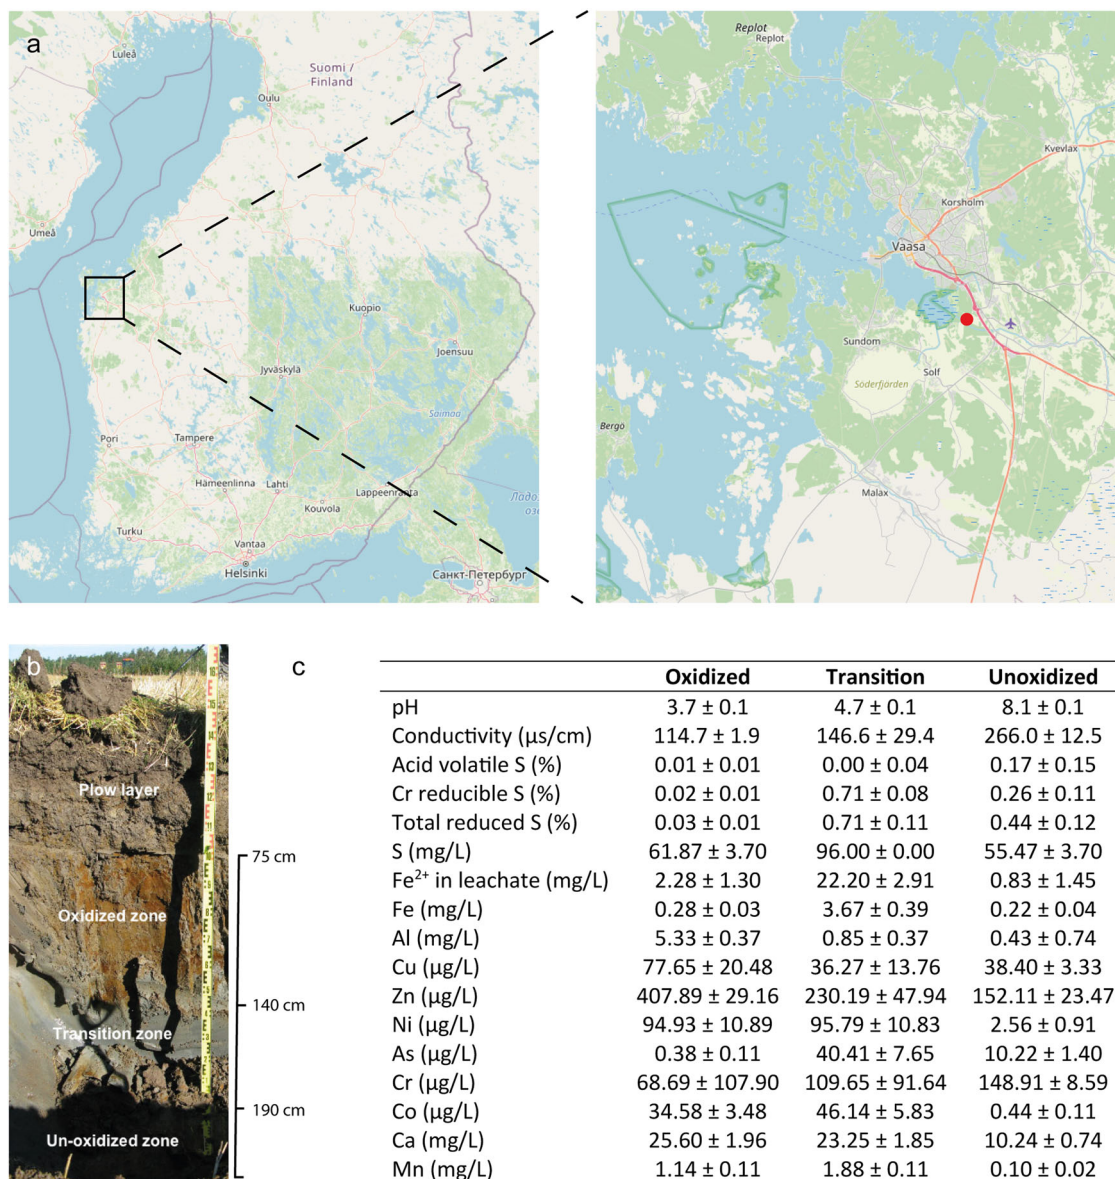 a
Luleå
Suomi /
Finland
Oulu
Umeå
Kuopio
Joensuu
Jyväskylä
Saimaa
Pori
Tampere
Hämeenlinna
Lahti
Lappeenranta
Kouvola
Turku
Vantaa
Helsinki
Ладо
озе
Санкт-Петербург
Replot
Replot
Kvevlax
Korsholm
Vaasa
Sundom
Solf
Söderfjärden
Bergö
Malax
b
Plow layer
Oxidized zone
Transition zone
Un-oxidized zone
75 cm
140 cm
190 cm
c
Oxidized Transition Unoxidized
pH 3.7 ± 0.1 4.7 ± 0.1 8.1 ± 0.1
Conductivity (µs/cm) 114.7 ± 1.9 146.6 ± 29.4 266.0 ± 12.5
Acid volatile S (%) 0.01 ± 0.01 0.00 ± 0.04 0.17 ± 0.15
Cr reducible S (%) 0.02 ± 0.01 0.71 ± 0.08 0.26 ± 0.11
Total reduced S (%) 0.03 ± 0.01 0.71 ± 0.11 0.44 ± 0.12
S (mg/L) 61.87 ± 3.70 96.00 ± 0.00 55.47 ± 3.70
Fe²⁺ in leachate (mg/L) 2.28 ± 1.30 22.20 ± 2.91 0.83 ± 1.45
Fe (mg/L) 0.28 ± 0.03 3.67 ± 0.39 0.22 ± 0.04
Al (mg/L) 5.33 ± 0.37 0.85 ± 0.37 0.43 ± 0.74
Cu (µg/L) 77.65 ± 20.48 36.27 ± 13.76 38.40 ± 3.33
Zn (µg/L) 407.89 ± 29.16 230.19 ± 47.94 152.11 ± 23.47
Ni (µg/L) 94.93 ± 10.89 95.79 ± 10.83 2.56 ± 0.91
As (µg/L) 0.38 ± 0.11 40.41 ± 7.65 10.22 ± 1.40
Cr (µg/L) 68.69 ± 107.90 109.65 ± 91.64 148.91 ± 8.59
Co (µg/L) 34.58 ± 3.48 46.14 ± 5.83 0.44 ± 0.11
Ca (mg/L) 25.60 ± 1.96 23.25 ± 1.85 10.24 ± 0.74
Mn (mg/L) 1.14 ± 0.11 1.88 ± 0.11 0.10 ± 0.02